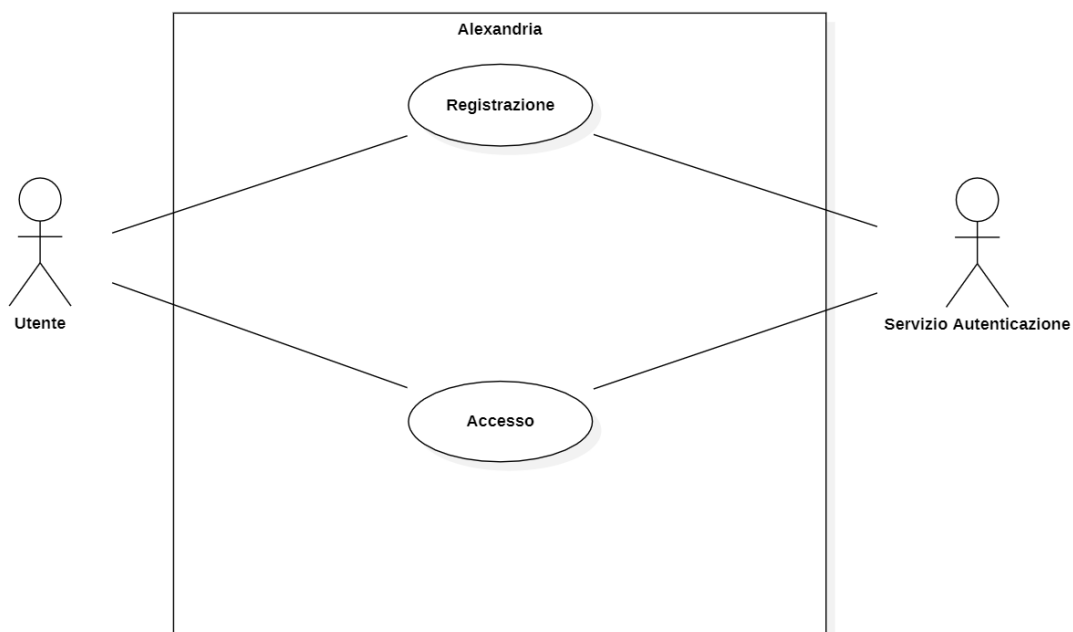 Alexandria
Registrazione
Utente
Servizio Autenticazione
Accesso